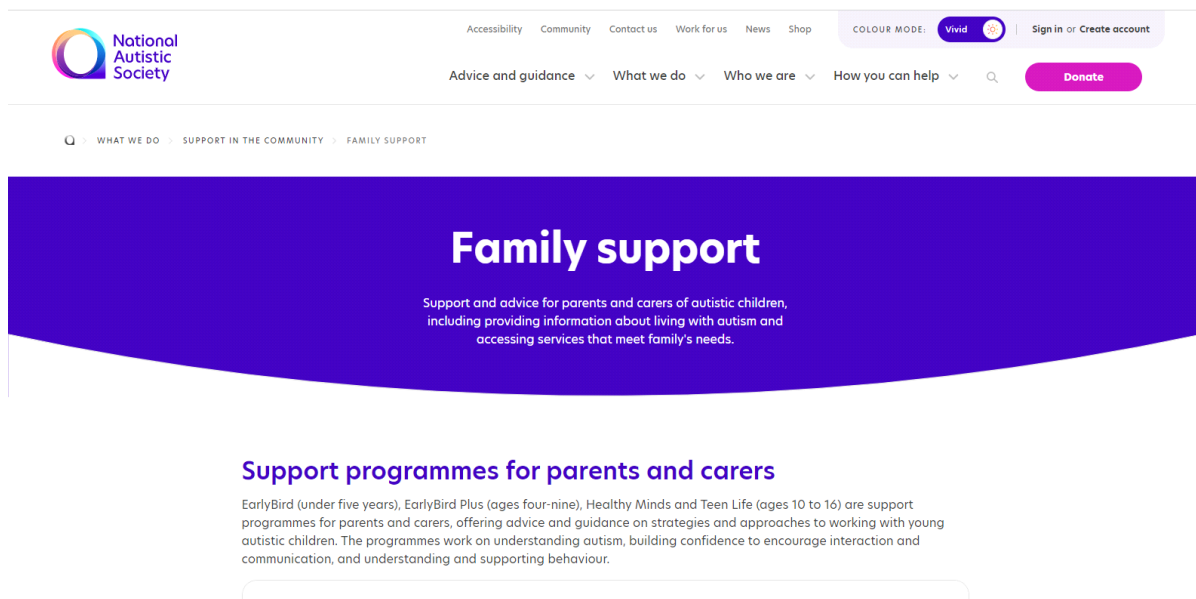 Accessibility Community Contact us Work for us News Shop COLOUR MODE: Vivid Sign in or Create account
National
Autistic
Society
Advice and guidance What we do Who we are How you can help Donate
WHAT WE DO SUPPORT IN THE COMMUNITY FAMILY SUPPORT
Family support
Support and advice for parents and carers of autistic children,
including providing information about living with autism and
accessing services that meet family's needs.
Support programmes for parents and carers
EarlyBird (under five years), EarlyBird Plus (ages four-nine), Healthy Minds and Teen Life (ages 10 to 16) are support
programmes for parents and carers, offering advice and guidance on strategies and approaches to working with young
autistic children. The programmes work on understanding autism, building confidence to encourage interaction and
communication, and understanding and supporting behaviour.